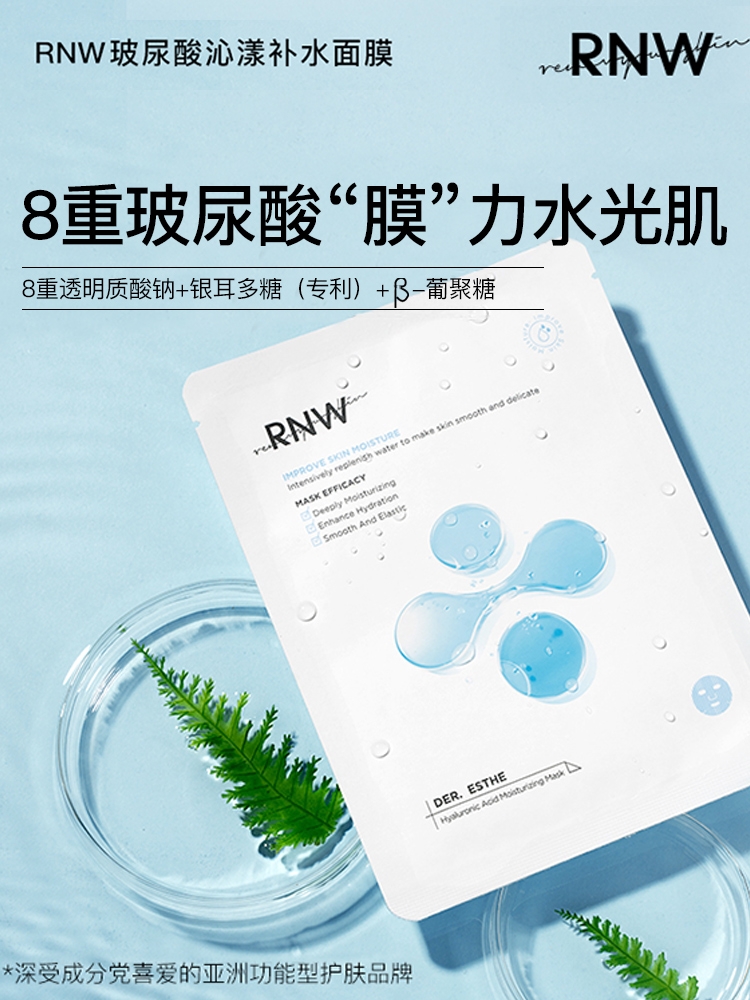 RNW玻尿酸沁漾补水面膜
RNW
8重玻尿酸“膜”力水光肌
8重透明质酸钠+银耳多糖（专利）+β-葡聚糖
RNW
IMPROVE SKIN MOISTURE
Intensively replenish water to make skin smooth and delicate
MASK EFFICACY
Deeply Moisturizing
Enhance Hydration
Smooth And Elastic
DER. ESTHE
Hyaluronic Acid Moisturizing Mask
*深受成分党喜爱的亚洲功能型护肤品牌